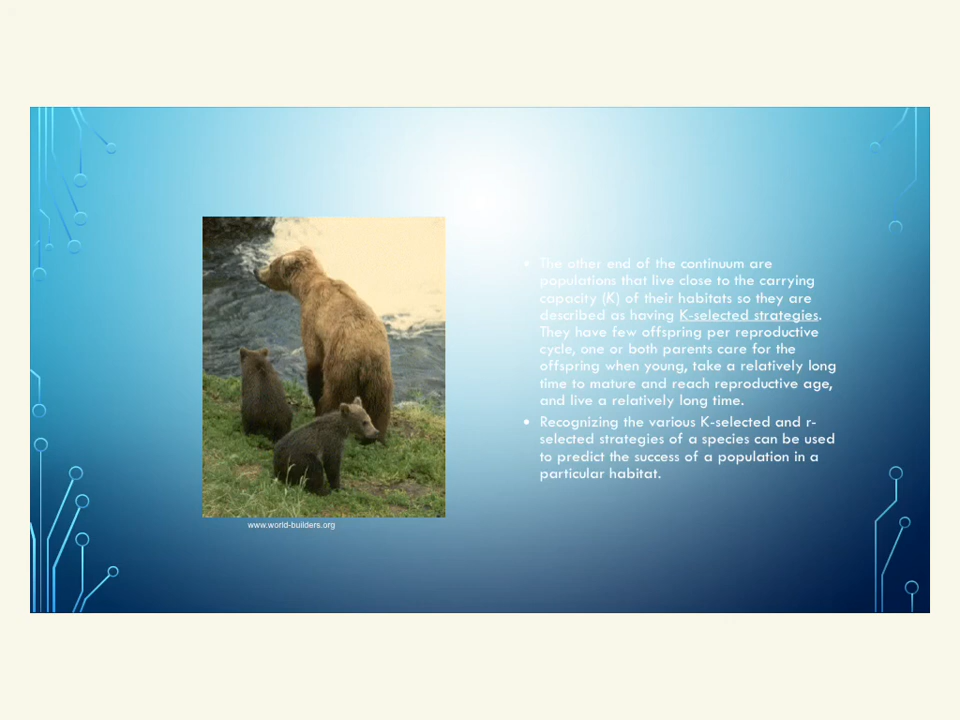 • The other end of the continuum are
populations that live close to the carrying
capacity (K) of their habitats so they are
described as having K-selected strategies.
They have few offspring per reproductive
cycle, one or both parents care for the
offspring when young, take a relatively long
time to mature and reach reproductive age,
and live a relatively long time.
• Recognizing the various K-selected and r-
selected strategies of a species can be used
to predict the success of a population in a
particular habitat.
www.world-builders.org